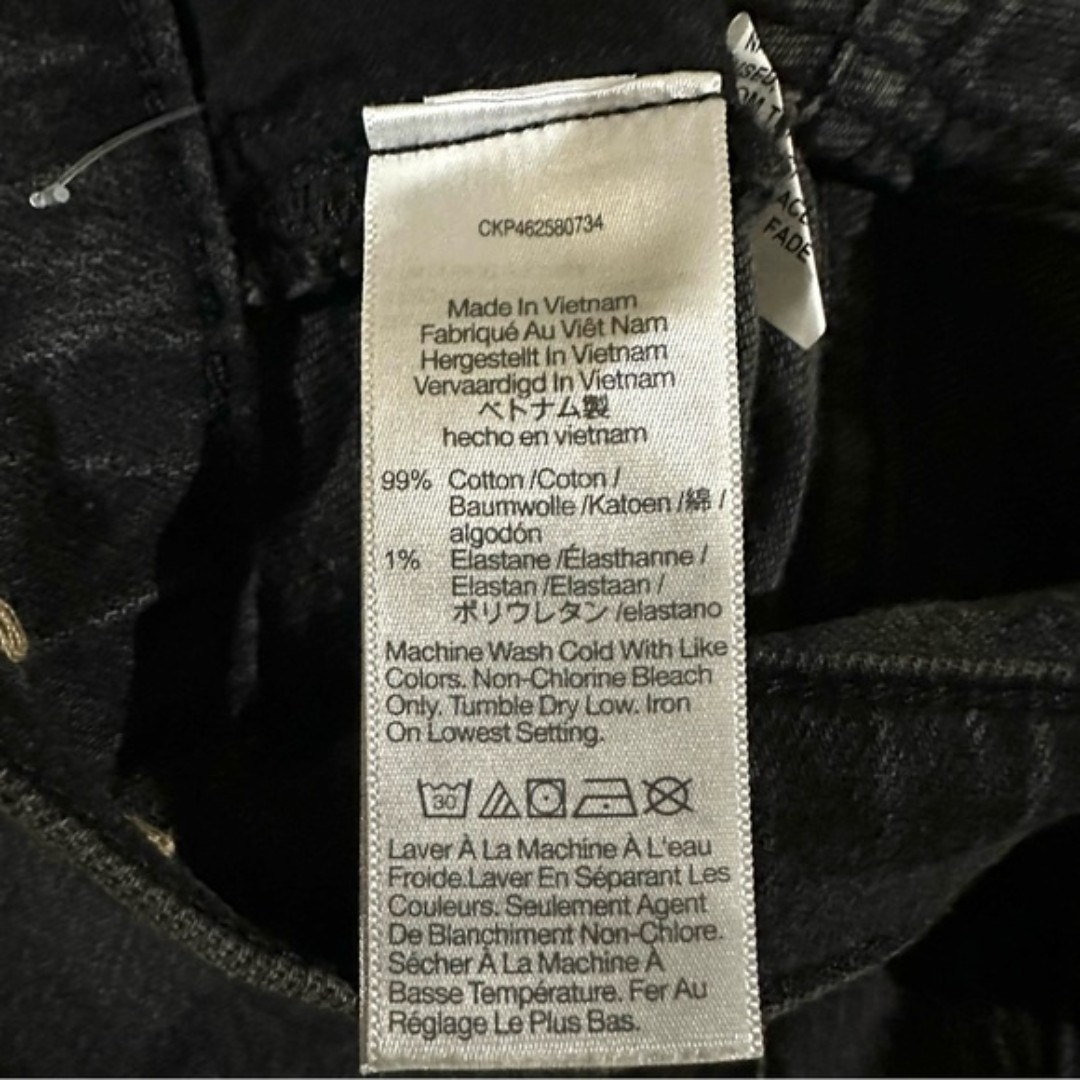 CKP462580734
Made In Vietnam
Fabriqué Au Viêt Nam
Hergestellt In Vietnam
Vervaardigd In Vietnam
ベトナム製
hecho en vietnam
99% Cotton /Coton /
Baumwolle /Katoen /綿 /
algodón
1% Elastane /Élasthanne /
Elastan /Elastaan /
ポリウレタン /elastano
Machine Wash Cold With Like
Colors. Non-Chlorine Bleach
Only. Tumble Dry Low. Iron
On Lowest Setting.
30
Laver À La Machine À L'eau
Froide.Laver En Séparant Les
Couleurs. Seulement Agent
De Blanchiment Non-Chlore.
Sécher À La Machine À
Basse Température. Fer Au
Réglage Le Plus Bas.
FADE